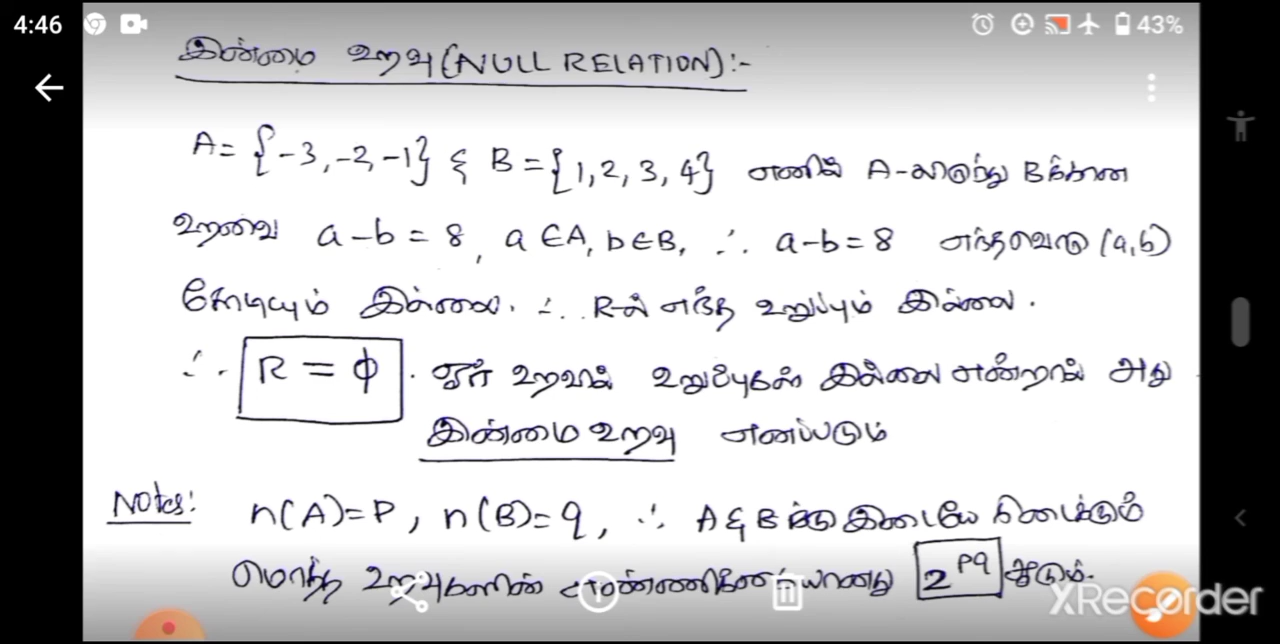 4:46 43%
இன்மை உறவு (NULL RELATION):-
A = {-3, -2, -1} & B = {1, 2, 3, 4} எனில் A-லிருந்து Bக்கான
உறவை a-b = 8, a ∈ A, b ∈ B, ∴ a-b = 8 எந்தவொரு (a,b)
சோடியும் இல்லை. ∴ R-ல் எந்த உறுப்பும் இல்லை.
∴ R = ϕ. ஓர் உறவில் உறுப்புகள் இல்லை என்றால் அது
இன்மை உறவு எனப்படும்
Notes: n(A)=P, n(B)=q, ∴ A & B க்கு இடையே கிடைக்கும்
மொத்த உறவுகளின் எண்ணிக்கையானது 2^pq ஆகும்.
XRecorder